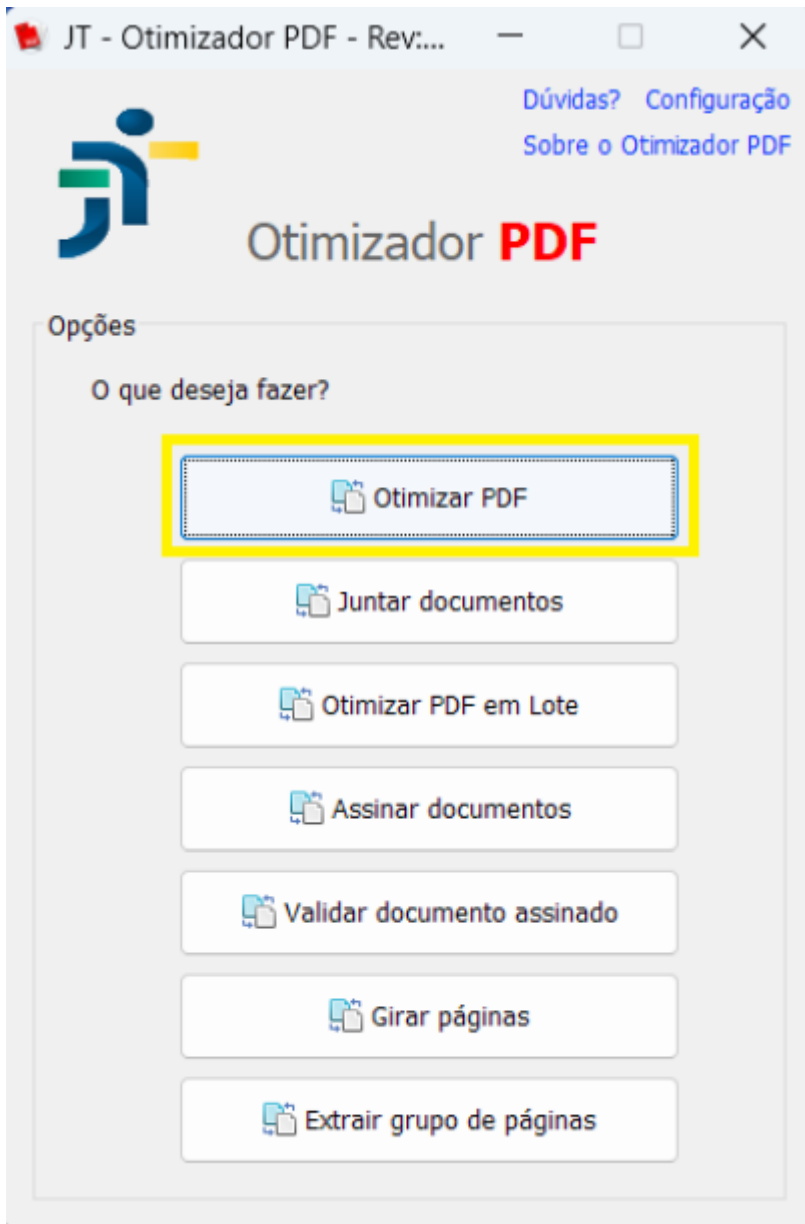 JT - Otimizador PDF - Rev:...
Dúvidas? Configuração
Sobre o Otimizador PDF
Otimizador PDF
Opções
O que deseja fazer?
Otimizar PDF
Juntar documentos
Otimizar PDF em Lote
Assinar documentos
Validar documento assinado
Girar páginas
Extrair grupo de páginas